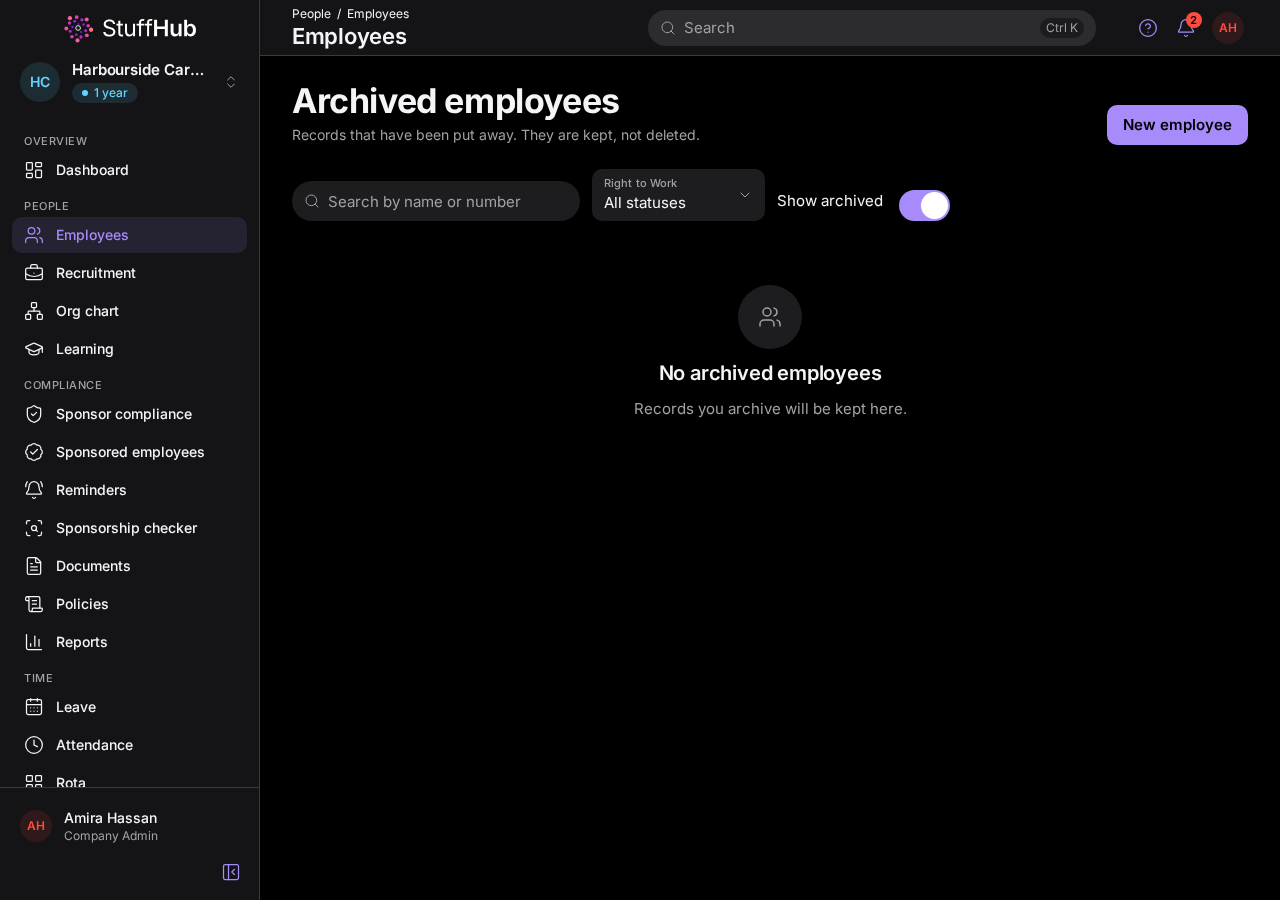 StuffHub
Harbourside Car...
HC
1 year
OVERVIEW
Dashboard
PEOPLE
Employees
Recruitment
Org chart
Learning
COMPLIANCE
Sponsor compliance
Sponsored employees
Reminders
Sponsorship checker
Documents
Policies
Reports
TIME
Leave
Attendance
Rota
AH
Amira Hassan
Company Admin
People / Employees
Employees
Search
Ctrl K
2
AH
Archived employees
Records that have been put away. They are kept, not deleted.
New employee
Search by name or number
Right to Work
All statuses
Show archived
No archived employees
Records you archive will be kept here.